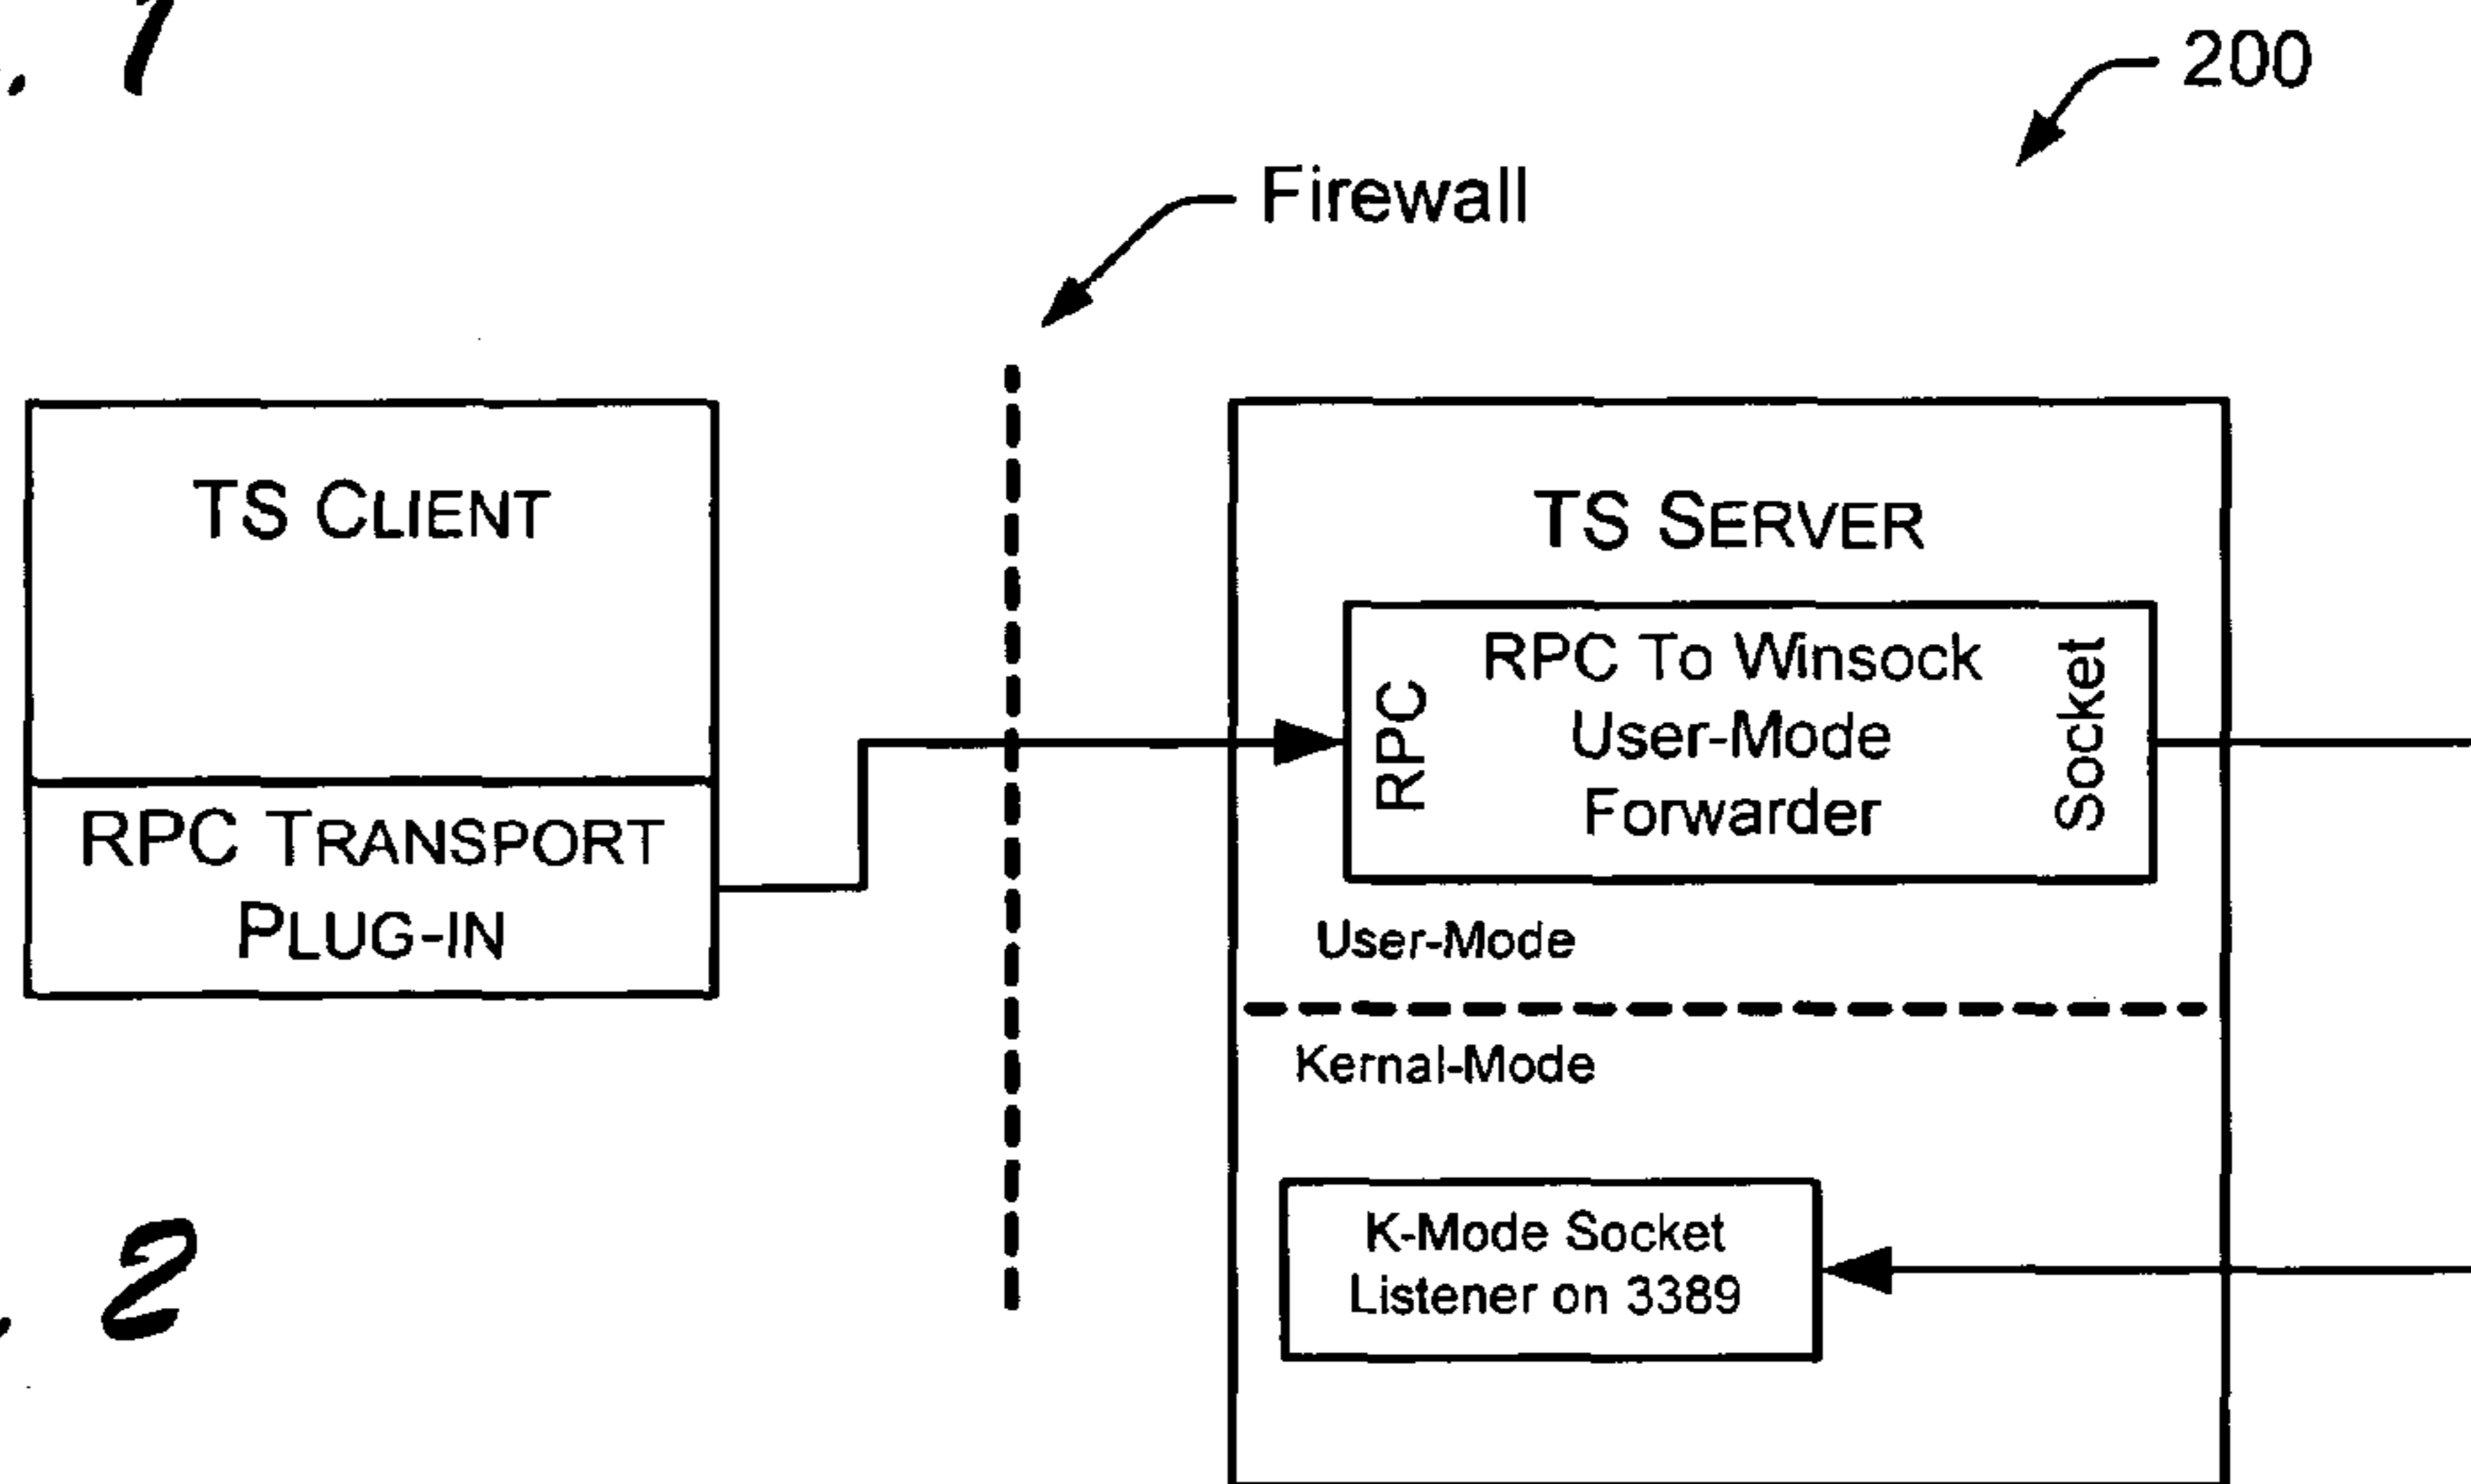 . 1
200
Firewall
TS CLIENT
RPC TRANSPORT
PLUG-IN
TS SERVER
RPC
RPC To Winsock
User-Mode
Forwarder
Socket
User-Mode
Kernal-Mode
K-Mode Socket
Listener on 3389
. 2